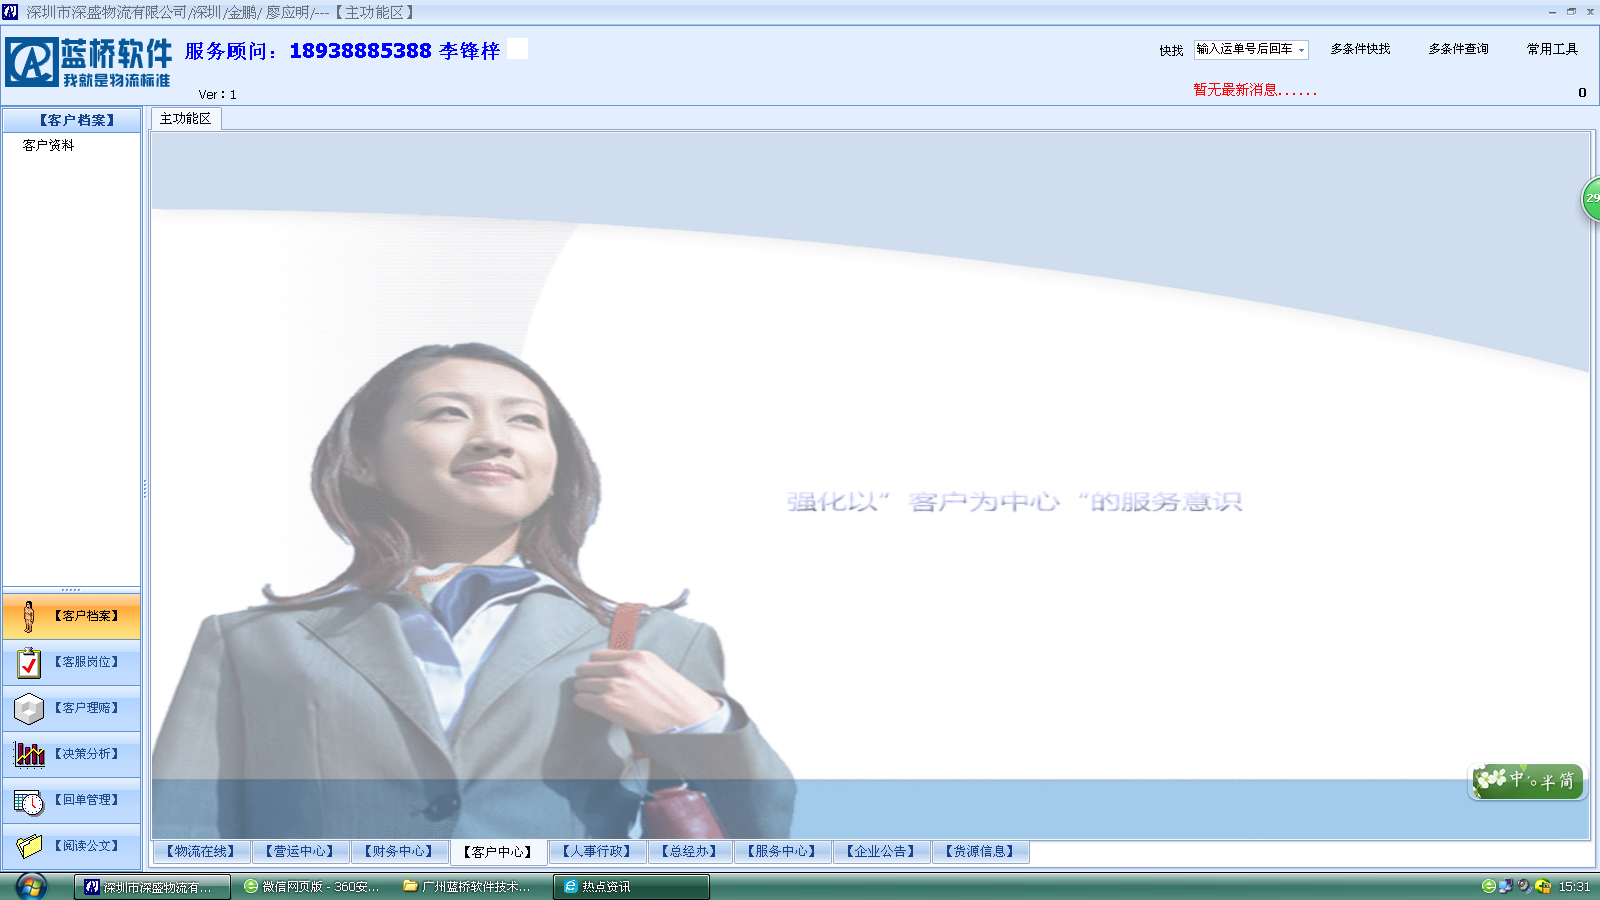 深圳市深盛物流有限公司/深圳/金鹏/ 廖应明/---【主功能区】
蓝桥软件
我就是物流标准
服务顾问：18938885388 李锋梓
Ver：1
快找
输入运单号后回车
多条件快找
多条件查询
常用工具
暂无最新消息......
0
【客户档案】
客户资料
主功能区
29
强化以”客户为中心“的服务意识
【客户档案】
【客服岗位】
【客户理赔】
【决策分析】
【回单管理】
【阅读公文】
中 半 简
【物流在线】
【营运中心】
【财务中心】
【客户中心】
【人事行政】
【总经办】
【服务中心】
【企业公告】
【货源信息】
深圳市深盛物流有...
微信网页版 - 360安...
广州蓝桥软件技术...
热点资讯
15:31